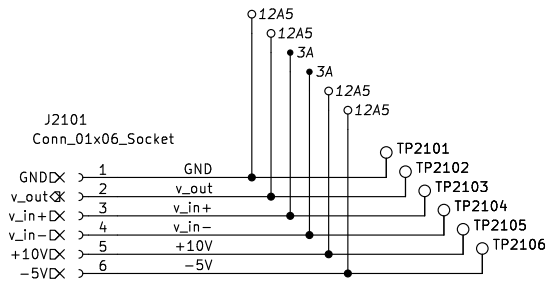 12A5
12A5
3A
3A
12A5
12A5
J2101
Conn_01x06_Socket
GND 1 GND TP2101
v_out 2 v_out TP2102
v_in+ 3 v_in+ TP2103
v_in- 4 v_in- TP2104
+10V 5 +10V TP2105
-5V 6 -5V TP2106